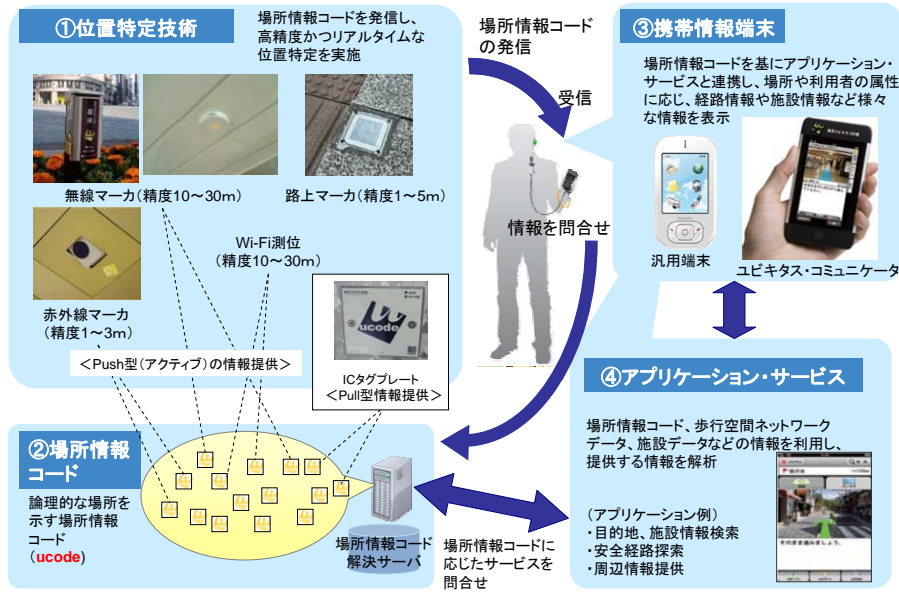 ①位置特定技術
場所情報コードを発信し、
高精度かつリアルタイムな
位置特定を実施
無線マーカ(精度10～30m)
路上マーカ(精度1～5m)
Wi-Fi測位
(精度10～30m)
赤外線マーカ
(精度1～3m)
＜Push型(アクティブ)の情報提供＞
ucode
ICタグプレート
＜Pull型情報提供＞
場所情報コード
の発信
受信
情報を問合せ
③携帯情報端末
場所情報コードを基にアプリケーション・
サービスと連携し、場所や利用者の属性
に応じ、経路情報や施設情報など様々
な情報を表示
汎用端末
ユビキタス・コミュニケータ
②場所情報
コード
論理的な場所を
示す場所情報
コード
(ucode)
場所情報コード
解決サーバ
場所情報コードに
応じたサービスを
問合せ
④アプリケーション・サービス
場所情報コード、歩行空間ネットワーク
データ、施設データなどの情報を利用し、
提供する情報を解析
(アプリケーション例)
・目的地、施設情報検索
・安全経路探索
・周辺情報提供
そのまま進みましょう。